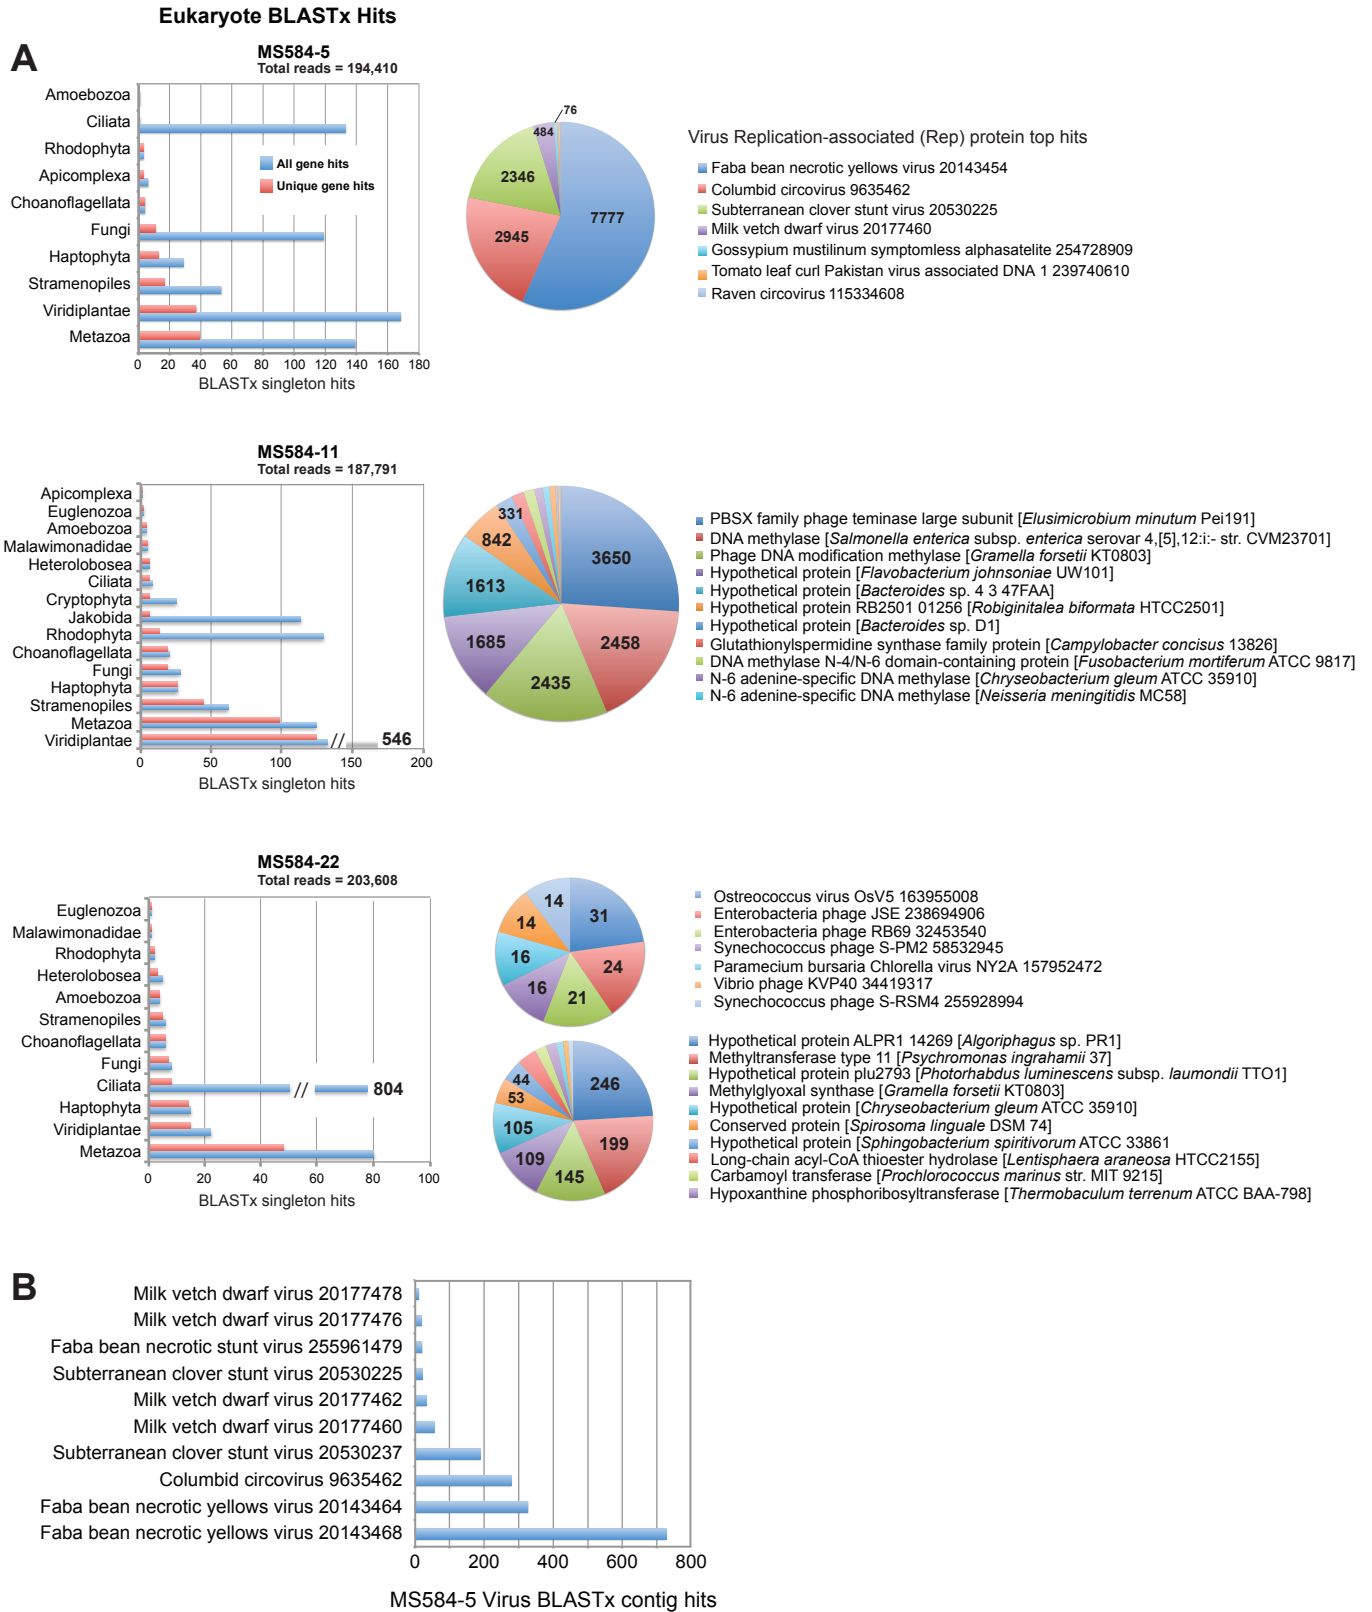 Eukaryote BLASTx Hits
A
MS584-5
Total reads = 194,410
Amoebozoa
Ciliata
Rhodophyta
Apicomplexa
Choanoflagellata
Fungi
Haptophyta
Stramenopiles
Viridiplantae
Metazoa
All gene hits
Unique gene hits
0 20 40 60 80 100 120 140 160 180
BLASTx singleton hits
76
484
2346
2945
7777
Virus Replication-associated (Rep) protein top hits
Faba bean necrotic yellows virus 20143454
Columbid circovirus 9635462
Subterranean clover stunt virus 20530225
Milk vetch dwarf virus 20177460
Gossypium mustilinum symptomless alphasatelite 254728909
Tomato leaf curl Pakistan virus associated DNA 1 239740610
Raven circovirus 115334608
MS584-11
Total reads = 187,791
Apicomplexa
Euglenozoa
Amoebozoa
Malawimonadidae
Heterolobosea
Ciliata
Cryptophyta
Jakobida
Rhodophyta
Choanoflagellata
Fungi
Haptophyta
Stramenopiles
Metazoa
Viridiplantae
// 546
0 50 100 150 200
BLASTx singleton hits
331
842
1613
1685
2435
2458
3650
PBSX family phage teminase large subunit [Elusimicrobium minutum Pei191]
DNA methylase [Salmonella enterica subsp. enterica serovar 4,[5],12:i:- str. CVM23701]
Phage DNA modification methylase [Gramella forsetii KT0803]
Hypothetical protein [Flavobacterium johnsoniae UW101]
Hypothetical protein [Bacteroides sp. 4 3 47FAA]
Hypothetical protein RB2501 01256 [Robiginitalea biformata HTCC2501]
Hypothetical protein [Bacteroides sp. D1]
Glutathionylspermidine synthase family protein [Campylobacter concisus 13826]
DNA methylase N-4/N-6 domain-containing protein [Fusobacterium mortiferum ATCC 9817]
N-6 adenine-specific DNA methylase [Chryseobacterium gleum ATCC 35910]
N-6 adenine-specific DNA methylase [Neisseria meningitidis MC58]
MS584-22
Total reads = 203,608
Euglenozoa
Malawimonadidae
Rhodophyta
Heterolobosea
Amoebozoa
Stramenopiles
Choanoflagellata
Fungi
Ciliata
// 804
Haptophyta
Viridiplantae
Metazoa
0 20 40 60 80 100
BLASTx singleton hits
14
31
14
24
16
16
21
Ostreococcus virus OsV5 163955008
Enterobacteria phage JSE 238694906
Enterobacteria phage RB69 32453540
Synechococcus phage S-PM2 58532945
Paramecium bursaria Chlorella virus NY2A 157952472
Vibrio phage KVP40 34419317
Synechococcus phage S-RSM4 255928994
44
53
105
109
145
199
246
Hypothetical protein ALPR1 14269 [Algoriphagus sp. PR1]
Methyltransferase type 11 [Psychromonas ingrahamii 37]
Hypothetical protein plu2793 [Photorhabdus luminescens subsp. laumondii TTO1]
Methylglyoxal synthase [Gramella forsetii KT0803]
Hypothetical protein [Chryseobacterium gleum ATCC 35910]
Conserved protein [Spirosoma linguale DSM 74]
Hypothetical protein [Sphingobacterium spiritivorum ATCC 33861
Long-chain acyl-CoA thioester hydrolase [Lentisphaera araneosa HTCC2155]
Carbamoyl transferase [Prochlorococcus marinus str. MIT 9215]
Hypoxanthine phosphoribosyltransferase [Thermobaculum terrenum ATCC BAA-798]
B
Milk vetch dwarf virus 20177478
Milk vetch dwarf virus 20177476
Faba bean necrotic stunt virus 255961479
Subterranean clover stunt virus 20530225
Milk vetch dwarf virus 20177462
Milk vetch dwarf virus 20177460
Subterranean clover stunt virus 20530237
Columbid circovirus 9635462
Faba bean necrotic yellows virus 20143464
Faba bean necrotic yellows virus 20143468
0 200 400 600 800
MS584-5 Virus BLASTx contig hits